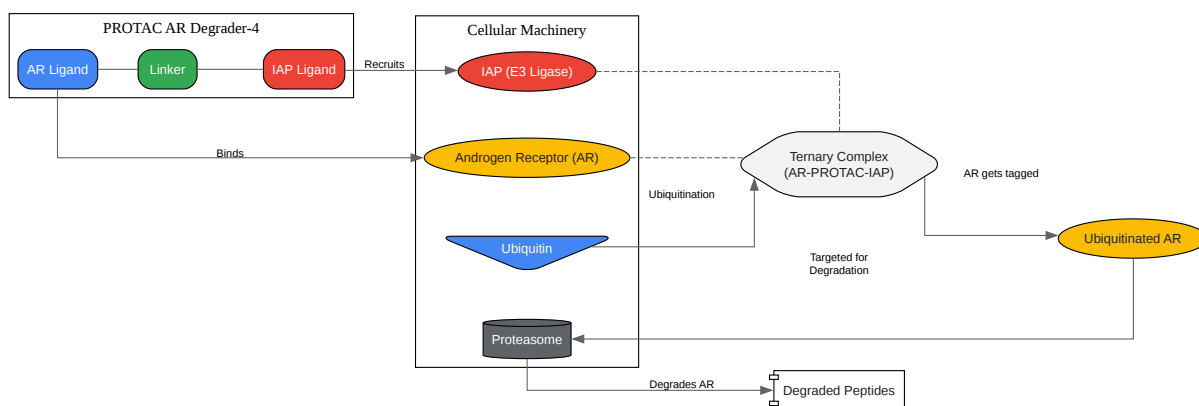 PROTAC AR Degrader-4
Cellular Machinery
AR Ligand
Linker
IAP Ligand
Recruits
IAP (E3 Ligase)
Binds
Androgen Receptor (AR)
Ternary Complex
(AR-PROTAC-IAP)
AR gets tagged
Ubiquitination
Ubiquitin
Ubiquitinated AR
Targeted for
Degradation
Proteasome
Degrades AR
Degraded Peptides